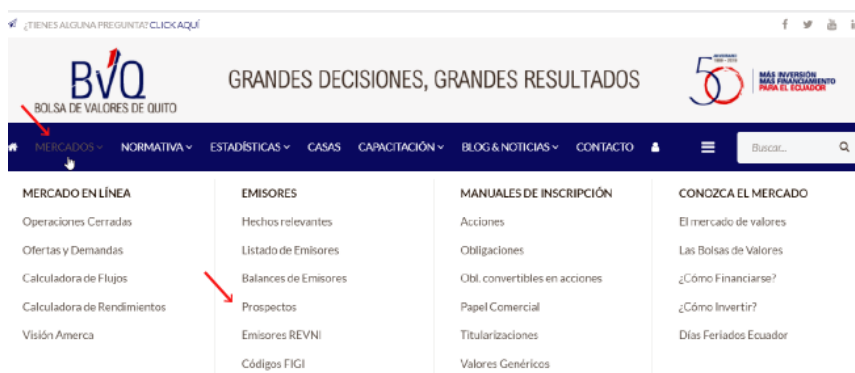 ¿TIENES ALGUNA PREGUNTA? CLICK AQUÍ
BVQ
BOLSA DE VALORES DE QUITO
GRANDES DECISIONES, GRANDES RESULTADOS
50
ANIVERSARIO
MÁS INVERSIÓN
MÁS FINANCIAMIENTO
PARA EL ECUADOR
MERCADOS NORMATIVA ESTADÍSTICAS CASAS CAPACITACIÓN BLOG & NOTICIAS CONTACTO Buscar...
MERCADO EN LÍNEA
Operaciones Cerradas
Ofertas y Demandas
Calculadora de Flujos
Calculadora de Rendimientos
Visión Amerca
EMISORES
Hechos relevantes
Listado de Emisores
Balances de Emisores
Prospectos
Emisores REVNI
Códigos FIGI
MANUALES DE INSCRIPCIÓN
Acciones
Obligaciones
Obl. convertibles en acciones
Papel Comercial
Titularizaciones
Valores Genéricos
CONOZCA EL MERCADO
El mercado de valores
Las Bolsas de Valores
¿Cómo Financiarse?
¿Cómo Invertir?
Días Feriados Ecuador